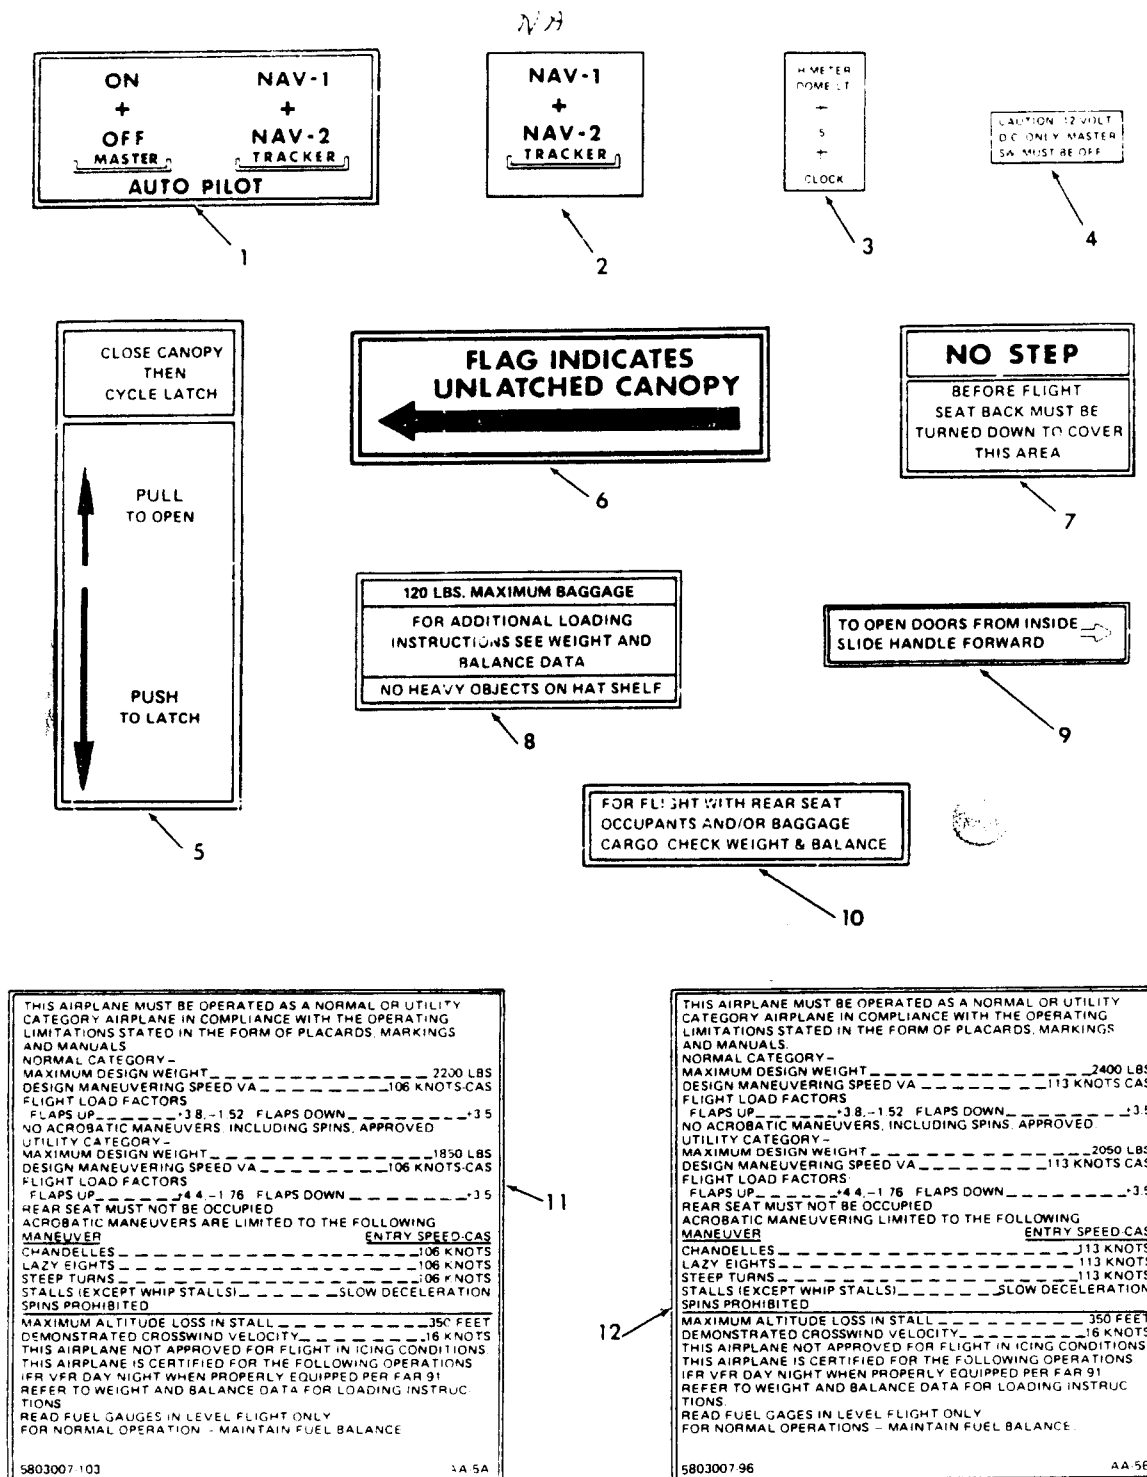 NA
ON NAV-1
+ +
OFF NAV-2
MASTER TRACKER
AUTO PILOT
1
NAV-1
+
NAV-2
TRACKER
2
H METER
DOME LT
+
5
+
CLOCK
3
CAUTION 12 VOLT
D.C. ONLY MASTER
SW. MUST BE OFF
4
CLOSE CANOPY
THEN
CYCLE LATCH
PULL
TO OPEN
PUSH
TO LATCH
5
FLAG INDICATES
UNLATCHED CANOPY
6
NO STEP
BEFORE FLIGHT
SEAT BACK MUST BE
TURNED DOWN TO COVER
THIS AREA
7
120 LBS. MAXIMUM BAGGAGE
FOR ADDITIONAL LOADING
INSTRUCTIONS SEE WEIGHT AND
BALANCE DATA
NO HEAVY OBJECTS ON HAT SHELF
8
TO OPEN DOORS FROM INSIDE
SLIDE HANDLE FORWARD
9
FOR FLIGHT WITH REAR SEAT
OCCUPANTS AND/OR BAGGAGE
CARGO CHECK WEIGHT & BALANCE
10
THIS AIRPLANE MUST BE OPERATED AS A NORMAL OR UTILITY
CATEGORY AIRPLANE IN COMPLIANCE WITH THE OPERATING
LIMITATIONS STATED IN THE FORM OF PLACARDS, MARKINGS
AND MANUALS
NORMAL CATEGORY –
MAXIMUM DESIGN WEIGHT 2200 LBS
DESIGN MANEUVERING SPEED VA 106 KNOTS-CAS
FLIGHT LOAD FACTORS
FLAPS UP +3.8, -1.52 FLAPS DOWN +3.5
NO ACROBATIC MANEUVERS, INCLUDING SPINS, APPROVED
UTILITY CATEGORY –
MAXIMUM DESIGN WEIGHT 1850 LBS
DESIGN MANEUVERING SPEED VA 106 KNOTS-CAS
FLIGHT LOAD FACTORS
FLAPS UP +4.4, -1.76 FLAPS DOWN +3.5
REAR SEAT MUST NOT BE OCCUPIED
ACROBATIC MANEUVERS ARE LIMITED TO THE FOLLOWING
MANEUVER ENTRY SPEED-CAS
CHANDELLES 106 KNOTS
LAZY EIGHTS 106 KNOTS
STEEP TURNS 106 KNOTS
STALLS (EXCEPT WHIP STALLS) SLOW DECELERATION
SPINS PROHIBITED
MAXIMUM ALTITUDE LOSS IN STALL 350 FEET
DEMONSTRATED CROSSWIND VELOCITY 16 KNOTS
THIS AIRPLANE NOT APPROVED FOR FLIGHT IN ICING CONDITIONS
THIS AIRPLANE IS CERTIFIED FOR THE FOLLOWING OPERATIONS
IFR VFR DAY NIGHT WHEN PROPERLY EQUIPPED PER FAR 91
REFER TO WEIGHT AND BALANCE DATA FOR LOADING INSTRUC-
TIONS
READ FUEL GAUGES IN LEVEL FLIGHT ONLY
FOR NORMAL OPERATION – MAINTAIN FUEL BALANCE
5803007-103 AA-5A
11
THIS AIRPLANE MUST BE OPERATED AS A NORMAL OR UTILITY
CATEGORY AIRPLANE IN COMPLIANCE WITH THE OPERATING
LIMITATIONS STATED IN THE FORM OF PLACARDS, MARKINGS
AND MANUALS.
NORMAL CATEGORY –
MAXIMUM DESIGN WEIGHT 2400 LBS
DESIGN MANEUVERING SPEED VA 113 KNOTS CAS
FLIGHT LOAD FACTORS
FLAPS UP +3.8, -1.52 FLAPS DOWN +3.5
NO ACROBATIC MANEUVERS, INCLUDING SPINS, APPROVED.
UTILITY CATEGORY –
MAXIMUM DESIGN WEIGHT 2050 LBS
DESIGN MANEUVERING SPEED VA 113 KNOTS CAS
FLIGHT LOAD FACTORS
FLAPS UP +4.4, -1.76 FLAPS DOWN +3.5
REAR SEAT MUST NOT BE OCCUPIED
ACROBATIC MANEUVERING LIMITED TO THE FOLLOWING
MANEUVER ENTRY SPEED-CAS
CHANDELLES 113 KNOTS
LAZY EIGHTS 113 KNOTS
STEEP TURNS 113 KNOTS
STALLS (EXCEPT WHIP STALLS) SLOW DECELERATION
SPINS PROHIBITED
MAXIMUM ALTITUDE LOSS IN STALL 350 FEET
DEMONSTRATED CROSSWIND VELOCITY 16 KNOTS
THIS AIRPLANE NOT APPROVED FOR FLIGHT IN ICING CONDITIONS
THIS AIRPLANE IS CERTIFIED FOR THE FOLLOWING OPERATIONS
IFR VFR DAY NIGHT WHEN PROPERLY EQUIPPED PER FAR 91
REFER TO WEIGHT AND BALANCE DATA FOR LOADING INSTRUC
TIONS.
READ FUEL GAGES IN LEVEL FLIGHT ONLY
FOR NORMAL OPERATIONS – MAINTAIN FUEL BALANCE.
5803007-96
12